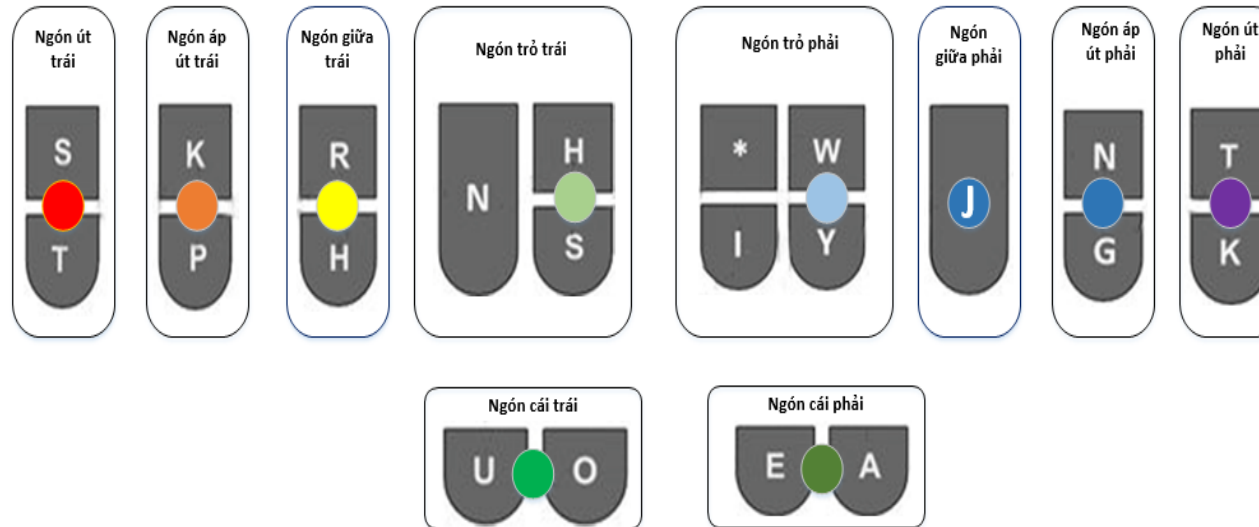 Ngón út
trái
Ngón áp
út trái
Ngón giữa
trái
Ngón trỏ trái
Ngón trỏ phải
Ngón
giữa phải
Ngón áp
út phải
Ngón út
phải
S K R N H * W J N T
T P H S I Y G K
Ngón cái trái
Ngón cái phải
U O E A